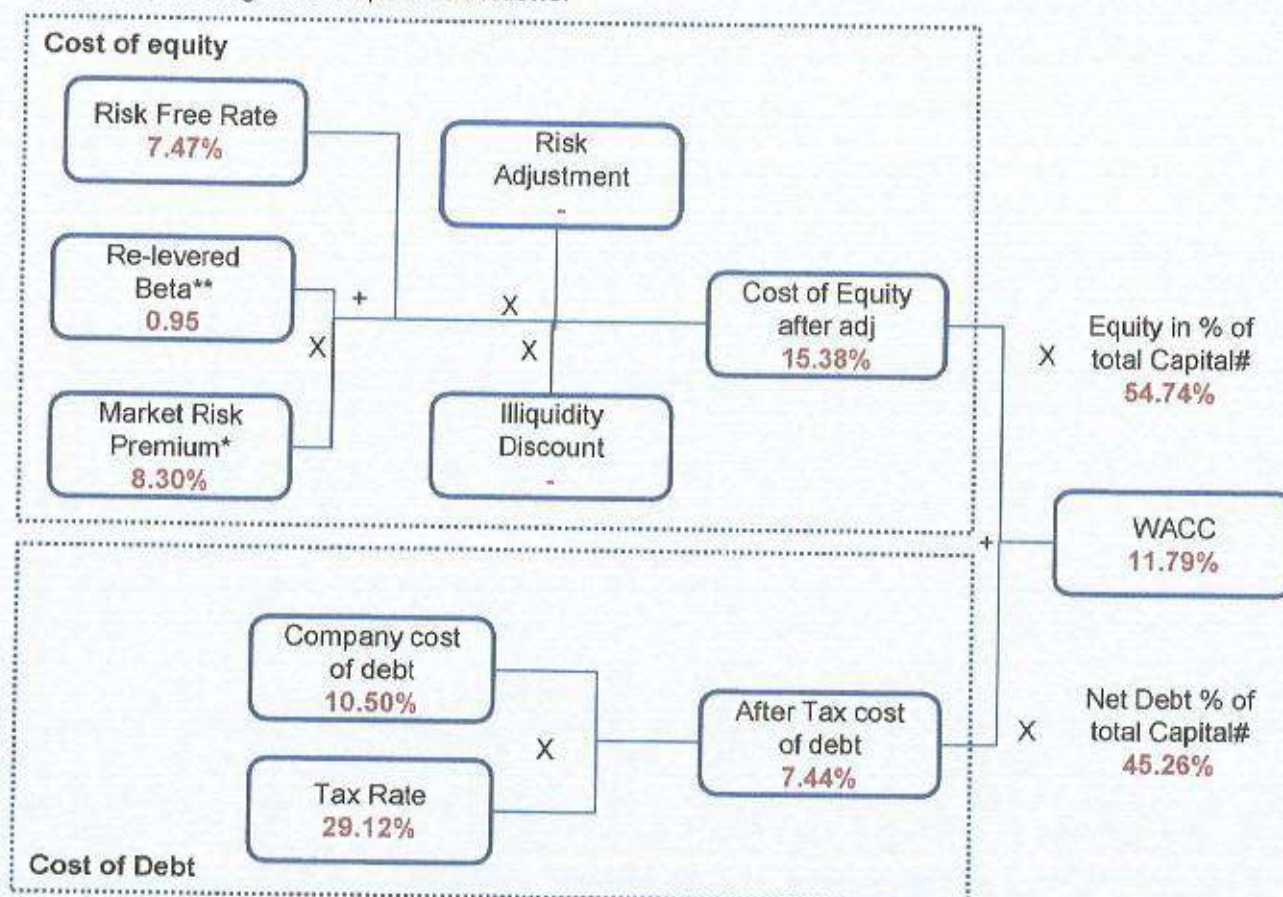 Cost of equity
Risk Free Rate
7.47%
Risk
Adjustment
-
Re-levered
Beta**
0.95
+
X
X
X
Cost of Equity
after adj
15.38%
X
Equity in % of
total Capital#
54.74%
Market Risk
Premium*
8.30%
Illiquidity
Discount
-
+
WACC
11.79%
Company cost
of debt
10.50%
X
Tax Rate
29.12%
After Tax cost
of debt
7.44%
X
Net Debt % of
total Capital#
45.26%
Cost of Debt